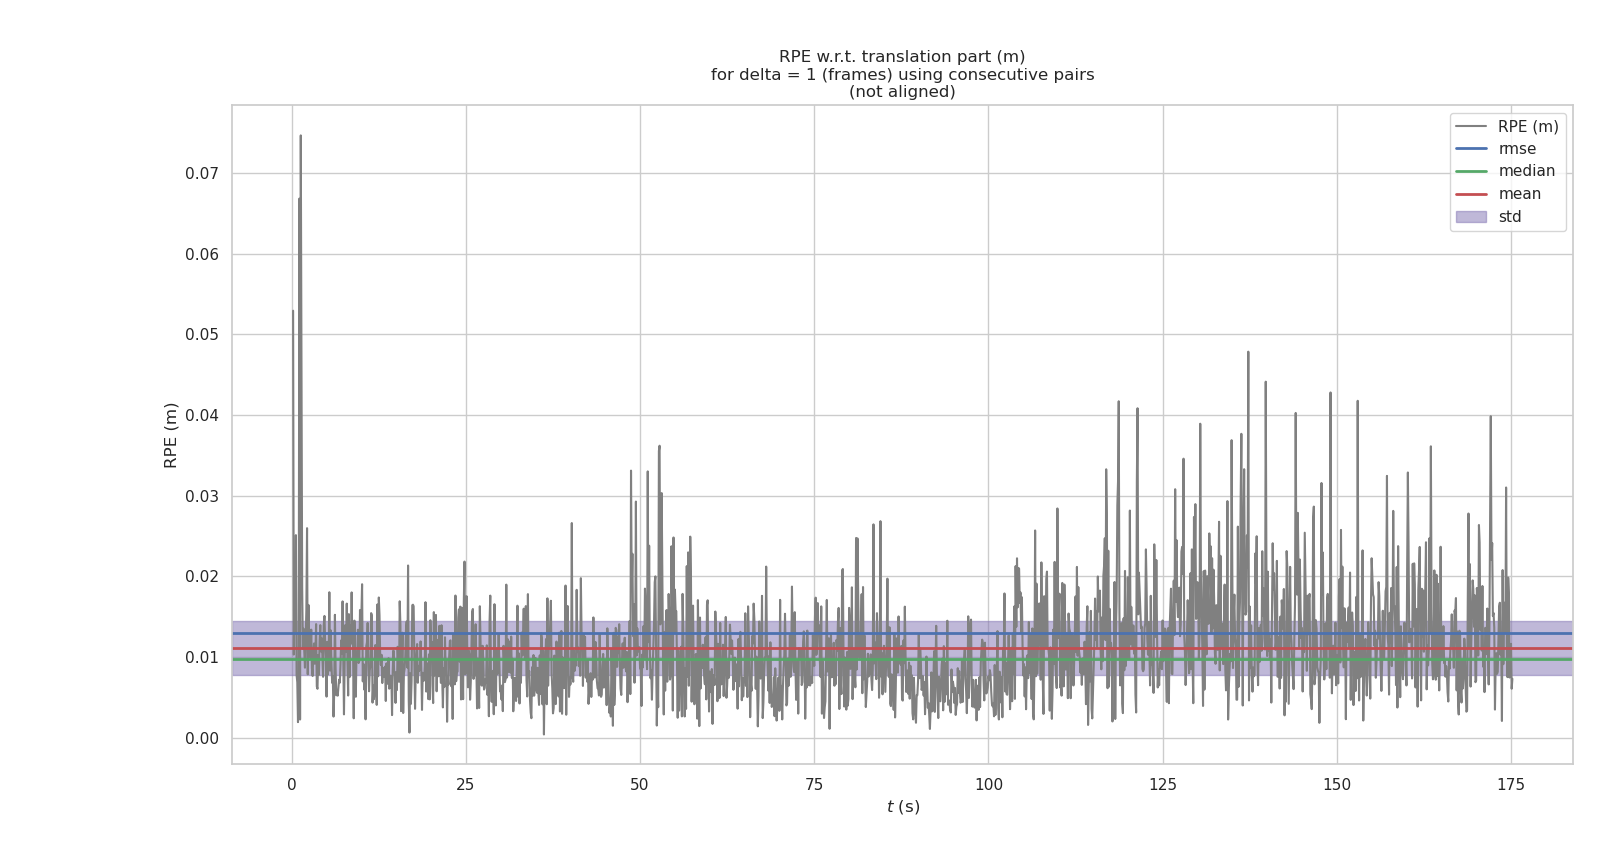 RPE w.r.t. translation part (m)
for delta = 1 (frames) using consecutive pairs
(not aligned)
RPE (m)
rmse
median
mean
std
0.07
0.06
0.05
0.04
0.03
0.02
0.01
0.00
RPE (m)
0 25 50 75 100 125 150 175
t (s)